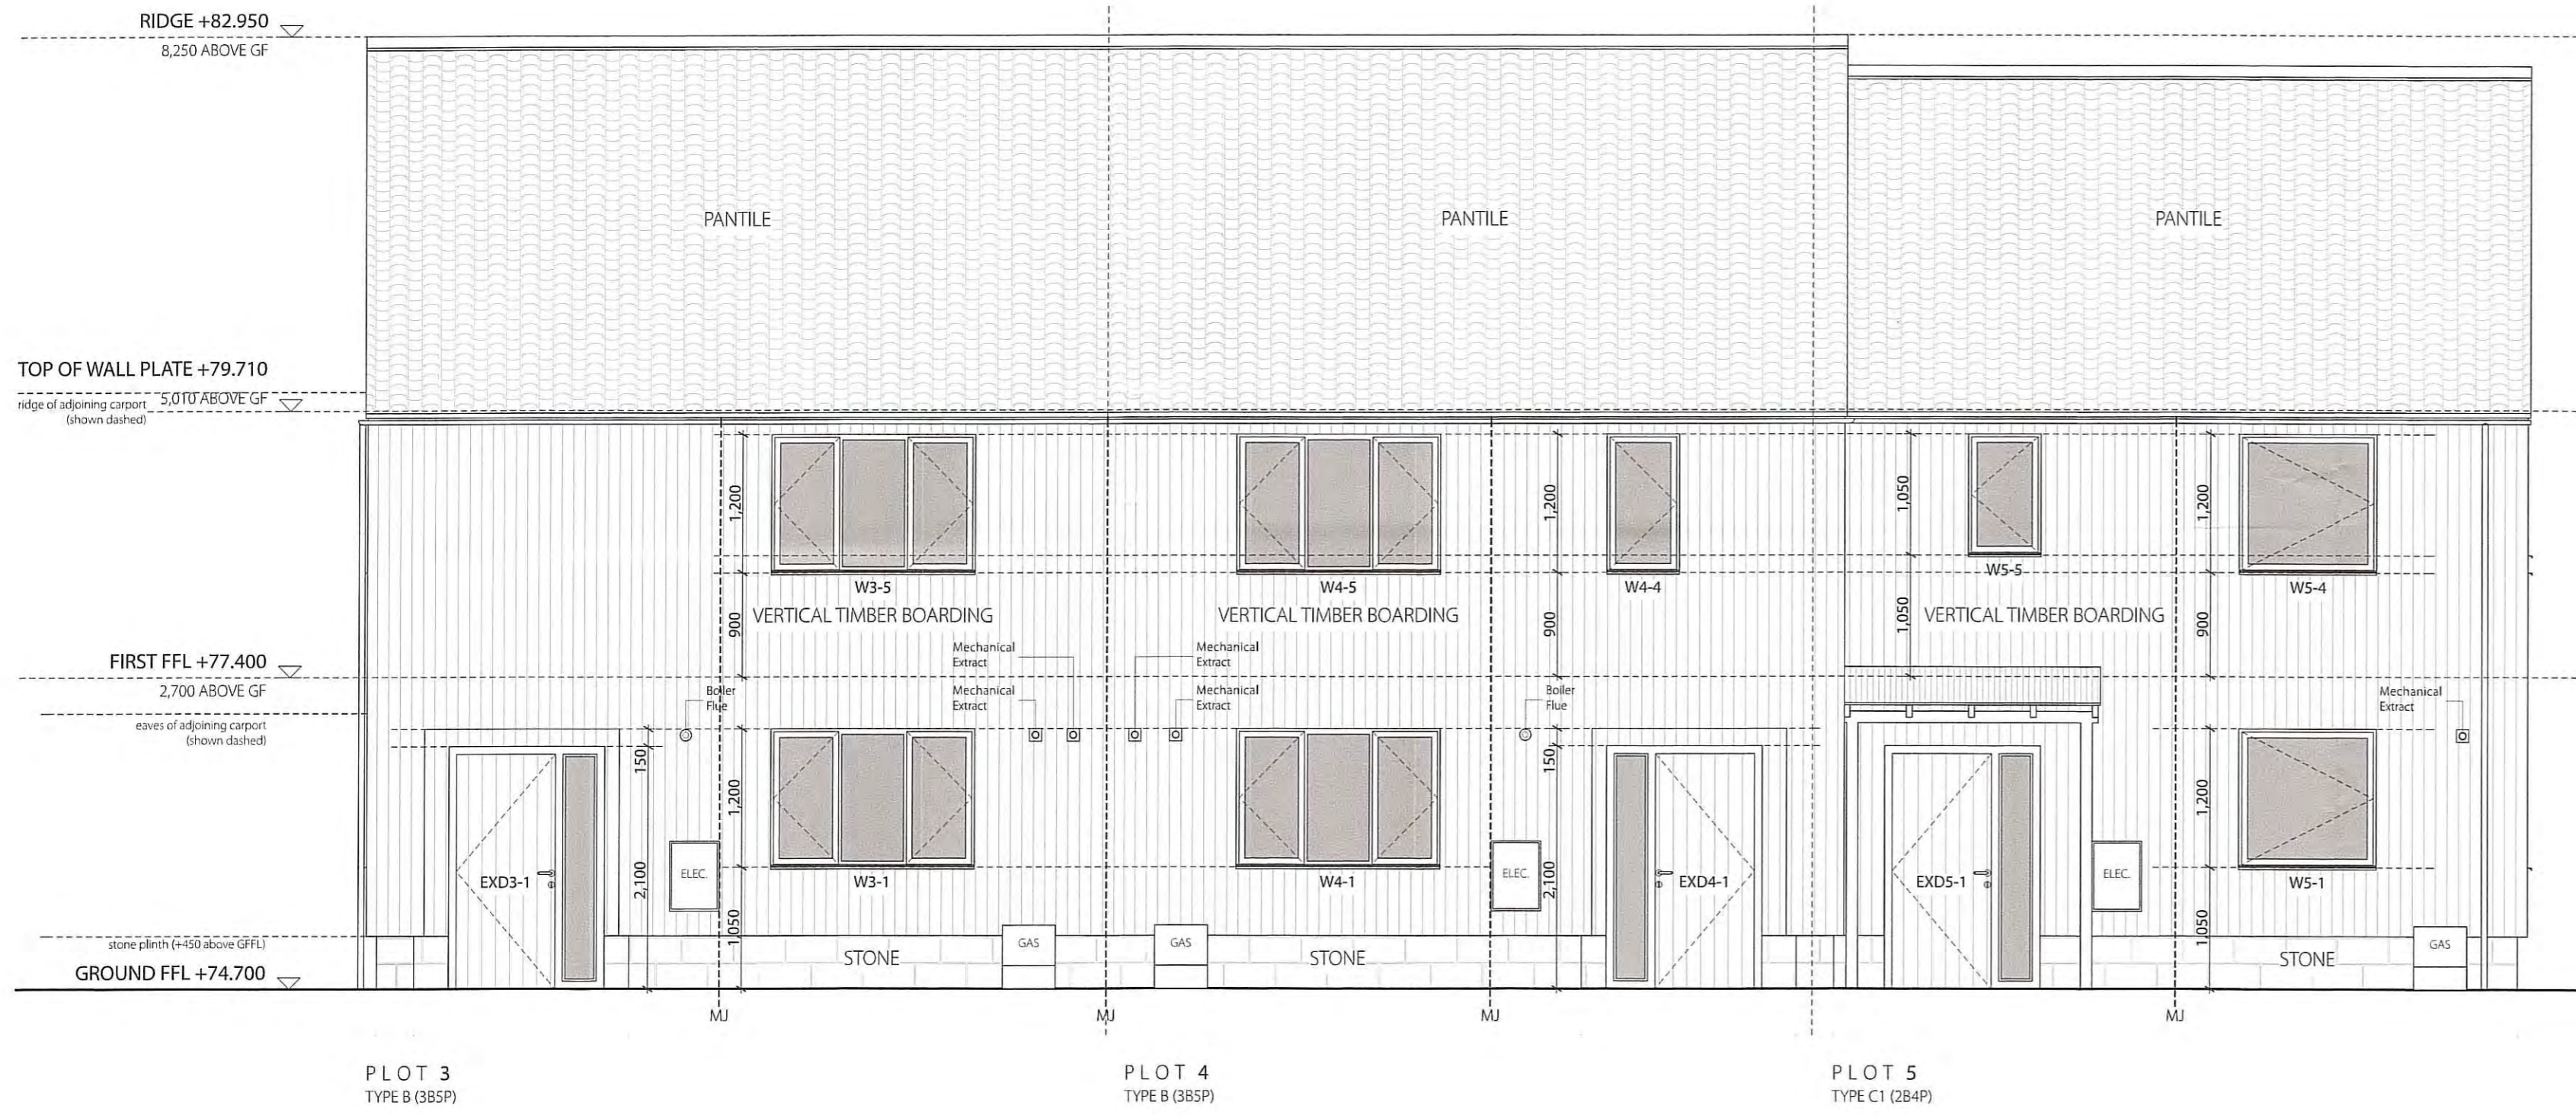 RIDGE +82.950
8,250 ABOVE GF
PANTILE
PANTILE
PANTILE
TOP OF WALL PLATE +79.710
5,010 ABOVE GF
ridge of adjoining carport
(shown dashed)
1,200
1,200
1,050
1,200
W3-5
W4-5
W4-4
W5-5
W5-4
VERTICAL TIMBER BOARDING
VERTICAL TIMBER BOARDING
VERTICAL TIMBER BOARDING
900
900
1,050
900
FIRST FFL +77.400
2,700 ABOVE GF
eaves of adjoining carport
(shown dashed)
Boiler
Flue
Mechanical
Extract
Mechanical
Extract
Mechanical
Extract
Mechanical
Extract
Boiler
Flue
Mechanical
Extract
150
1,200
150
1,200
EXD3-1
2,100
ELEC.
W3-1
W4-1
ELEC.
2,100
EXD4-1
EXD5-1
ELEC.
W5-1
1,050
1,050
stone plinth (+450 above GFFL)
GROUND FFL +74.700
STONE
GAS
GAS
STONE
STONE
GAS
MJ
MJ
MJ
MJ
PLOT 3
TYPE B (3B5P)
PLOT 4
TYPE B (3B5P)
PLOT 5
TYPE C1 (2B4P)